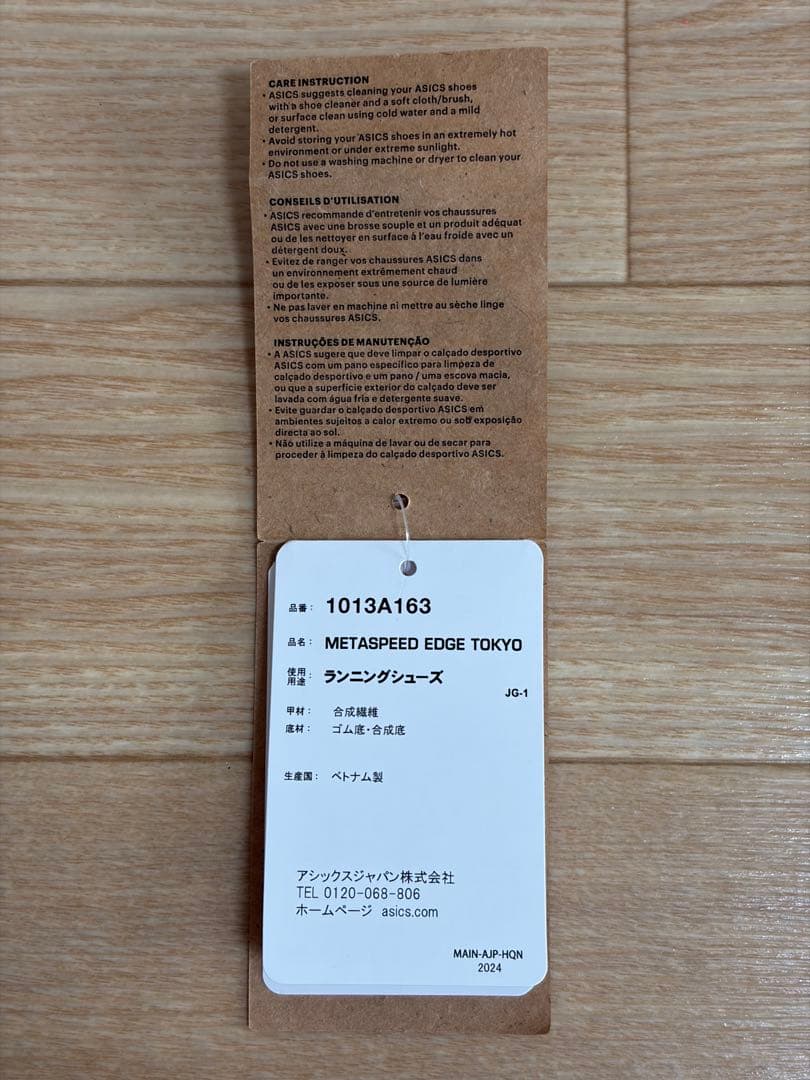 CARE INSTRUCTION
• ASICS suggests cleaning your ASICS shoes
with a shoe cleaner and a soft cloth/brush,
or surface clean using cold water and a mild
detergent.
• Avoid storing your ASICS shoes in an extremely hot
environment or under extreme sunlight.
• Do not use a washing machine or dryer to clean your
ASICS shoes.
CONSEILS D'UTILISATION
• ASICS recommande d'entretenir vos chaussures
ASICS avec une brosse souple et un produit adéquat
ou de les nettoyer en surface à l'eau froide avec un
détergent doux.
• Evitez de ranger vos chaussures ASICS dans
un environnement extrêmement chaud
ou de les exposer sous une source de lumière
importante.
• Ne pas laver en machine ni mettre au sèche linge
vos chaussures ASICS.
INSTRUÇÕES DE MANUTENÇÃO
• A ASICS sugere que deve limpar o calçado desportivo
ASICS com um pano específico para limpeza de
calçado desportivo e um pano / uma escova macia,
ou que a superfície exterior do calçado deve ser
lavada com água fria e detergente suave.
• Evite guardar o calçado desportivo ASICS em
ambientes sujeitos a calor extremo ou sob exposição
directa ao sol.
• Não utilize a máquina de lavar ou de secar para
proceder à limpeza do calçado desportivo ASICS.
品番: 1013A163
品名: METASPEED EDGE TOKYO
使用用途: ランニングシューズ
JG-1
甲材: 合成繊維
底材: ゴム底・合成底
生産国: ベトナム製
アシックスジャパン株式会社
TEL 0120-068-806
ホームページ asics.com
MAIN-AJP-HQN
2024